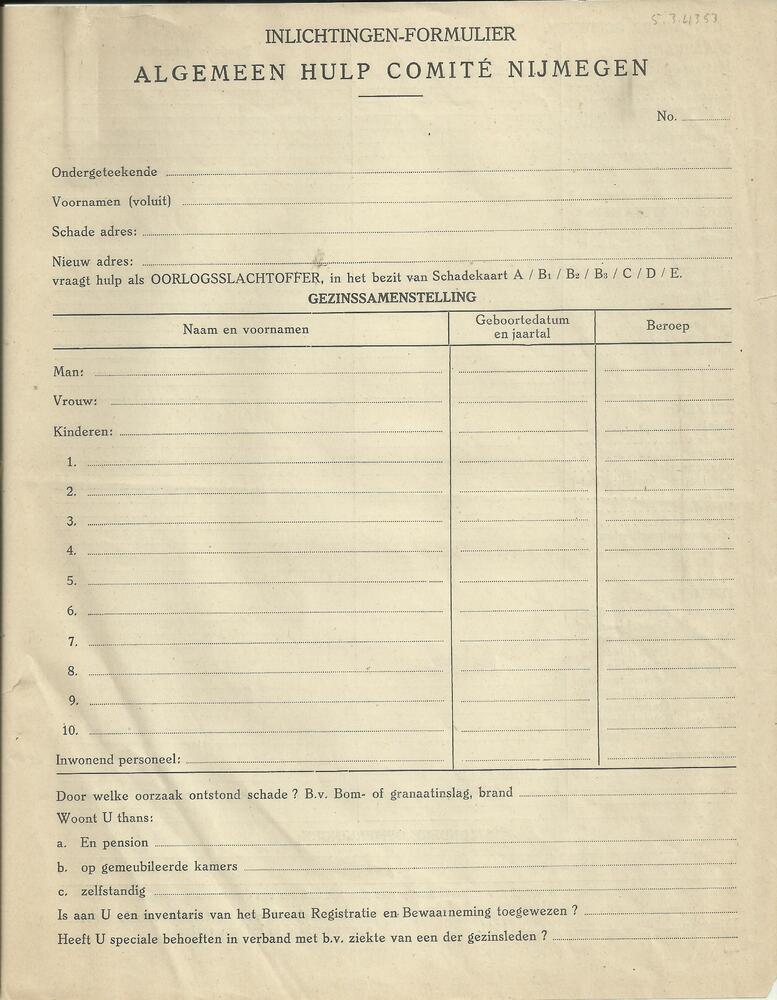 5.3.4353
INLICHTINGEN-FORMULIER
ALGEMEEN HULP COMITÉ NIJMEGEN
No.
Ondergeteekende
Voornamen (voluit)
Schade adres:
Nieuw adres:
vraagt hulp als OORLOGSSLACHTOFFER, in het bezit van Schadekaart A / B1 / B2 / B3 / C / D / E.
GEZINSSAMENSTELLING
Naam en voornamen Geboortedatum en jaartal Beroep
Man:
Vrouw:
Kinderen:
1.
2.
3.
4.
5.
6.
7.
8.
9.
10.
Inwonend personeel:
Door welke oorzaak ontstond schade? B.v. Bom- of granaatinslag, brand
Woont U thans:
a. En pension
b. op gemeubileerde kamers
c. zelfstandig
Is aan U een inventaris van het Bureau Registratie en Bewaarneming toegewezen?
Heeft U speciale behoeften in verband met b.v. ziekte van een der gezinsleden?